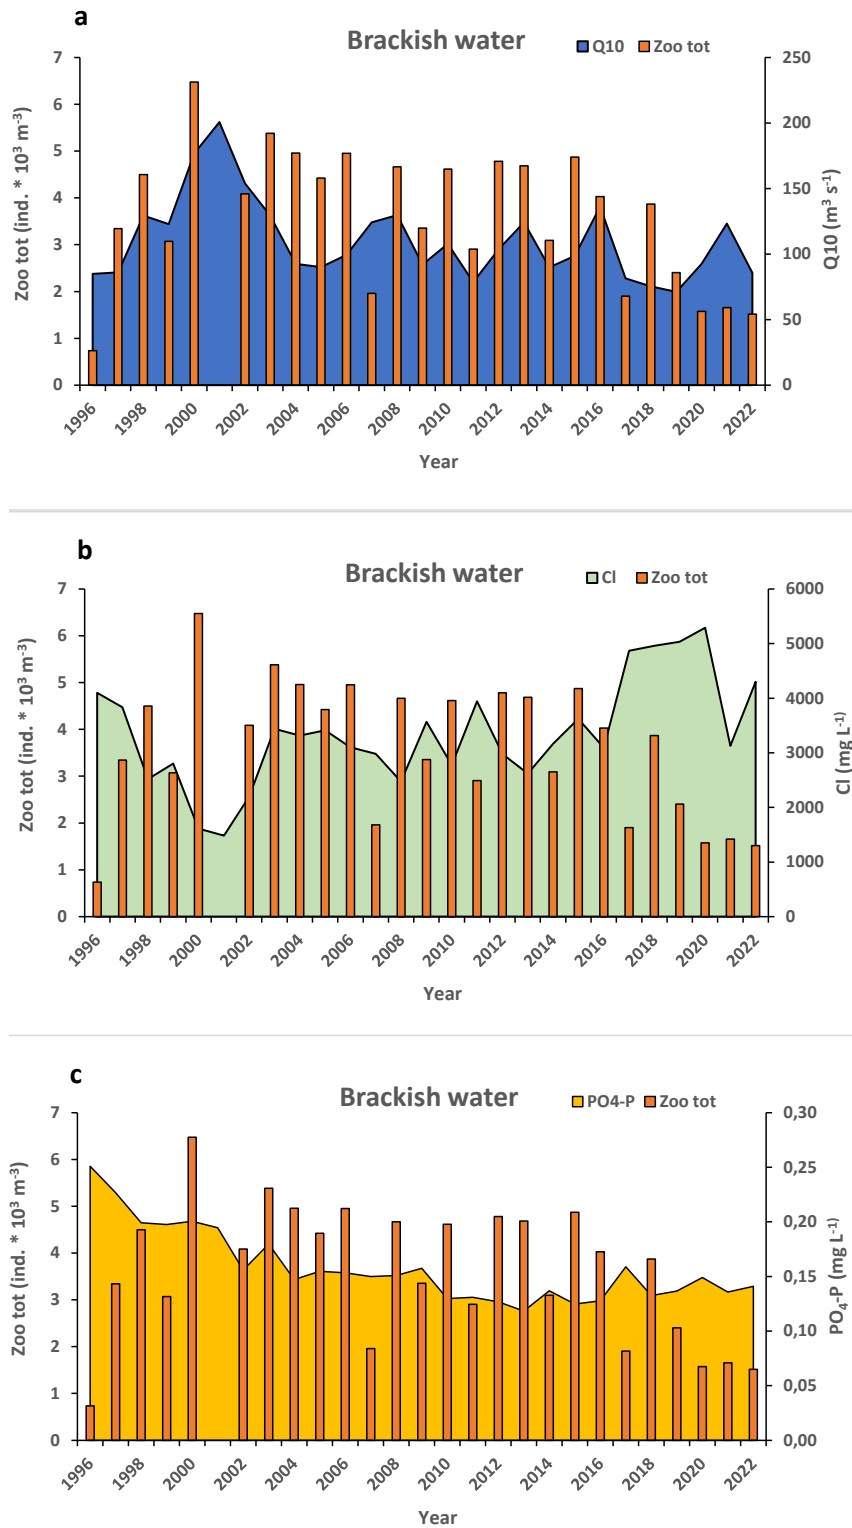 a
Brackish water
Q10 Zoo tot
7 250
6 200
5
4 150
3 100
2
1 50
0 0
Zoo tot (ind. * 10³ m⁻³)
Q10 (m³ s⁻¹)
1996 1998 2000 2002 2004 2006 2008 2010 2012 2014 2016 2018 2020 2022
Year
b
Brackish water
Cl Zoo tot
7 6000
6 5000
5 4000
4
3 3000
2 2000
1 1000
0 0
Zoo tot (ind. * 10³ m⁻³)
Cl (mg L⁻¹)
1996 1998 2000 2002 2004 2006 2008 2010 2012 2014 2016 2018 2020 2022
Year
c
Brackish water
PO4-P Zoo tot
7 0,30
6 0,25
5 0,20
4 0,15
3
2 0,10
1 0,05
0 0,00
Zoo tot (ind. * 10³ m⁻³)
PO₄-P (mg L⁻¹)
1996 1998 2000 2002 2004 2006 2008 2010 2012 2014 2016 2018 2020 2022
Year